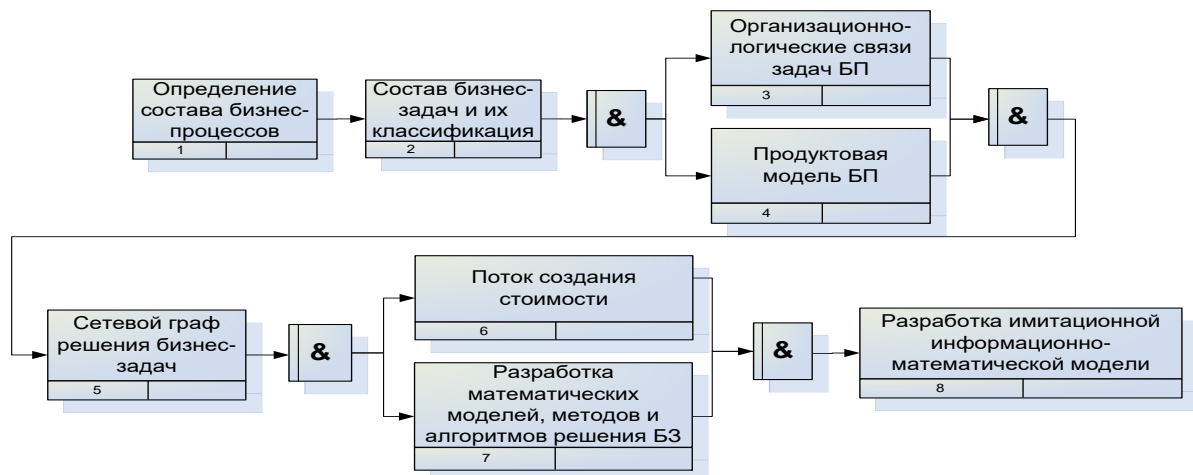 Определение
состава бизнес-
процессов
1
Состав бизнес-
задач и их
классификация
2
&
Организационно-
логические связи
задач БП
3
Продуктовая
модель БП
4
&
Сетевой граф
решения бизнес-
задач
5
&
Поток создания
стоимости
6
Разработка
математических
моделей, методов и
алгоритмов решения БЗ
7
&
Разработка имитационной
информационно-
математической модели
8